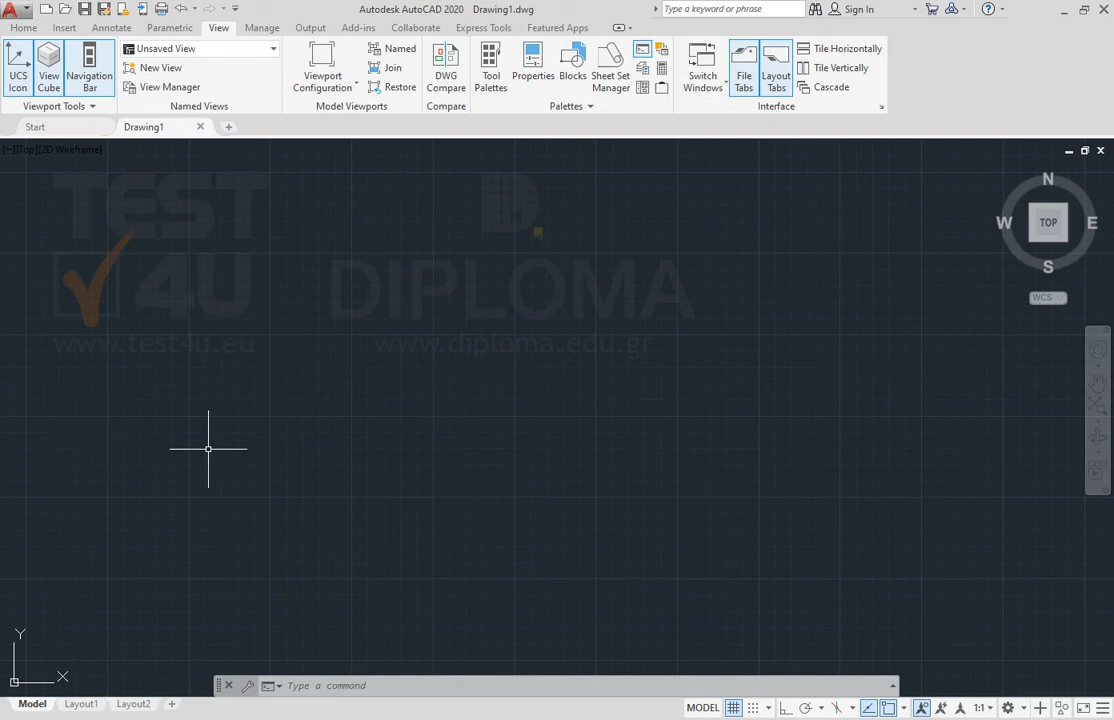 Autodesk AutoCAD 2020 Drawing1.dwg
Type a keyword or phrase
Sign In
Home Insert Annotate Parametric View Manage Output Add-ins Collaborate Express Tools Featured Apps
UCS Icon
View Cube
Navigation Bar
Viewport Tools
Unsaved View
New View
View Manager
Named Views
Viewport Configuration
Named
Join
Restore
Model Viewports
DWG Compare
Compare
Tool Palettes
Properties
Blocks
Sheet Set Manager
Palettes
Switch Windows
File Tabs
Layout Tabs
Tile Horizontally
Tile Vertically
Cascade
Interface
Start
Drawing1
[−][Top][2D Wireframe]
TEST
4U
www.test4u.eu
D.
DIPLOMA
www.diploma.edu.gr
N
W
TOP
E
S
WCS
Y
X
Type a command
Model Layout1 Layout2
MODEL
1:1